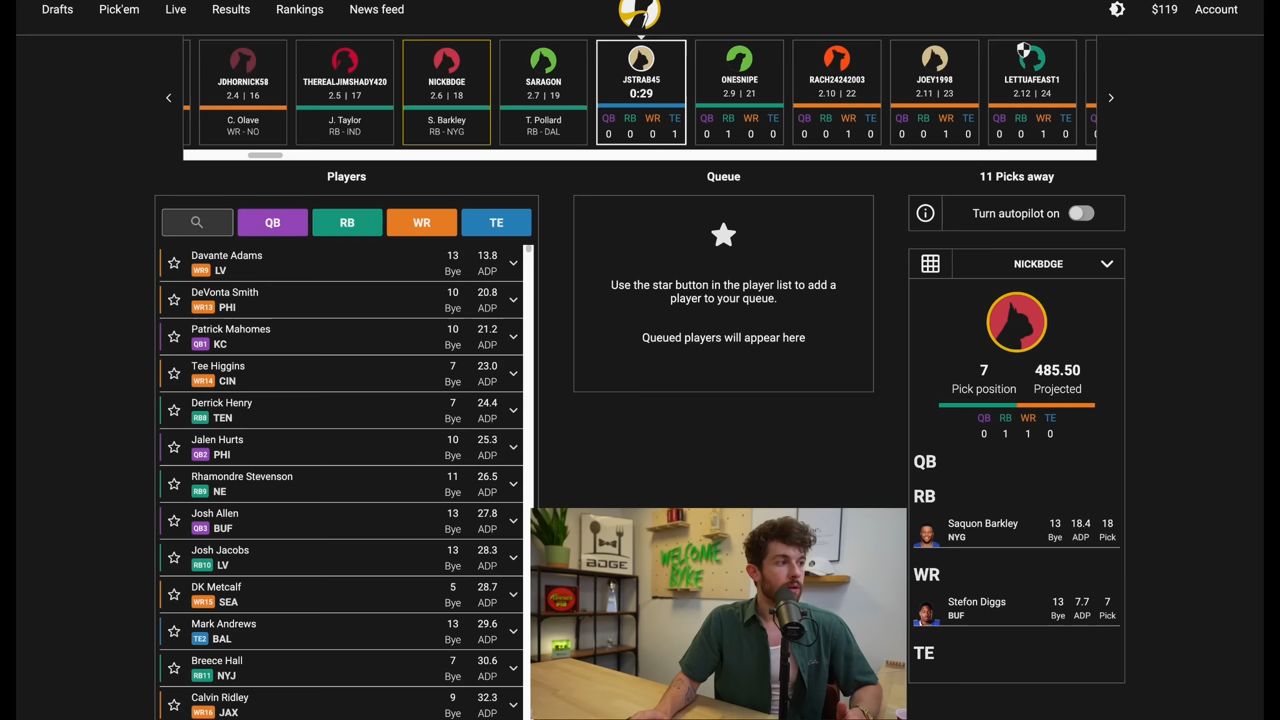 Drafts Pick'em Live Results Rankings News feed $119 Account
JDHORNICK58 THEREALJIMSHADY420 NICKBDGE SARAGON JSTRAB45 ONESNIPE RACH24242003 JOEY1998 LETTUAFEAST1
2.4 | 16 2.5 | 17 2.6 | 18 2.7 | 19 0:29 2.9 | 21 2.10 | 22 2.11 | 23 2.12 | 24
C. Olave J. Taylor S. Barkley T. Pollard QB RB WR TE QB RB WR TE QB RB WR TE QB RB WR TE QB RB WR TE
WR - NO RB - IND RB - NYG RB - DAL 0 0 0 1 0 1 0 0 0 0 1 0 0 0 1 0 0 0 1 0 0
Players Queue 11 Picks away
QB RB WR TE
Turn autopilot on
Davante Adams 13 13.8
WR9 LV Bye ADP
DeVonta Smith 10 20.8
WR13 PHI Bye ADP
Patrick Mahomes 10 21.2
QB1 KC Bye ADP
Tee Higgins 7 23.0
WR14 CIN Bye ADP
Derrick Henry 7 24.4
RB8 TEN Bye ADP
Jalen Hurts 10 25.3
QB2 PHI Bye ADP
Rhamondre Stevenson 11 26.5
RB9 NE Bye ADP
Josh Allen 13 27.8
QB3 BUF Bye ADP
Josh Jacobs 13 28.3
RB10 LV Bye ADP
DK Metcalf 5 28.7
WR15 SEA Bye ADP
Mark Andrews 13 29.6
TE2 BAL Bye ADP
Breece Hall 7 30.6
RB11 NYJ Bye ADP
Calvin Ridley 9 32.3
WR16 JAX Bye ADP
Use the star button in the player list to add a
player to your queue.
Queued players will appear here
NICKBDGE
7 485.50
Pick position Projected
QB RB WR TE
0 1 1 0
QB
RB
Saquon Barkley 13 18.4 18
NYG Bye ADP Pick
WR
Stefon Diggs 13 7.7 7
BUF Bye ADP Pick
TE
BDGE
WELCOME